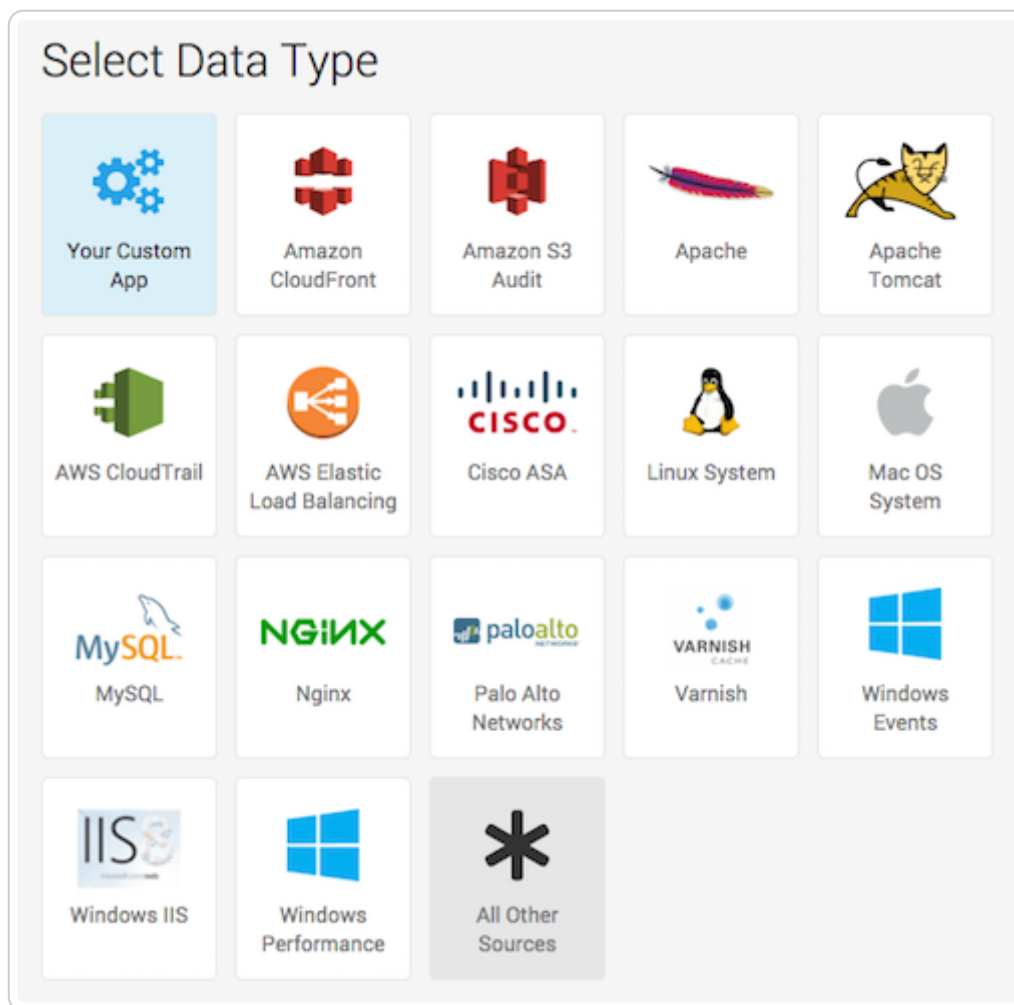 Select Data Type
Your Custom
App
Amazon
CloudFront
Amazon S3
Audit
Apache
Apache
Tomcat
AWS CloudTrail
AWS Elastic
Load Balancing
CISCO
Cisco ASA
Linux System
Mac OS
System
MySQL
MySQL
NGiNX
Nginx
paloalto
NETWORKS
Palo Alto
Networks
VARNISH
CACHE
Varnish
Windows
Events
IIS8
Windows IIS
Windows
Performance
All Other
Sources